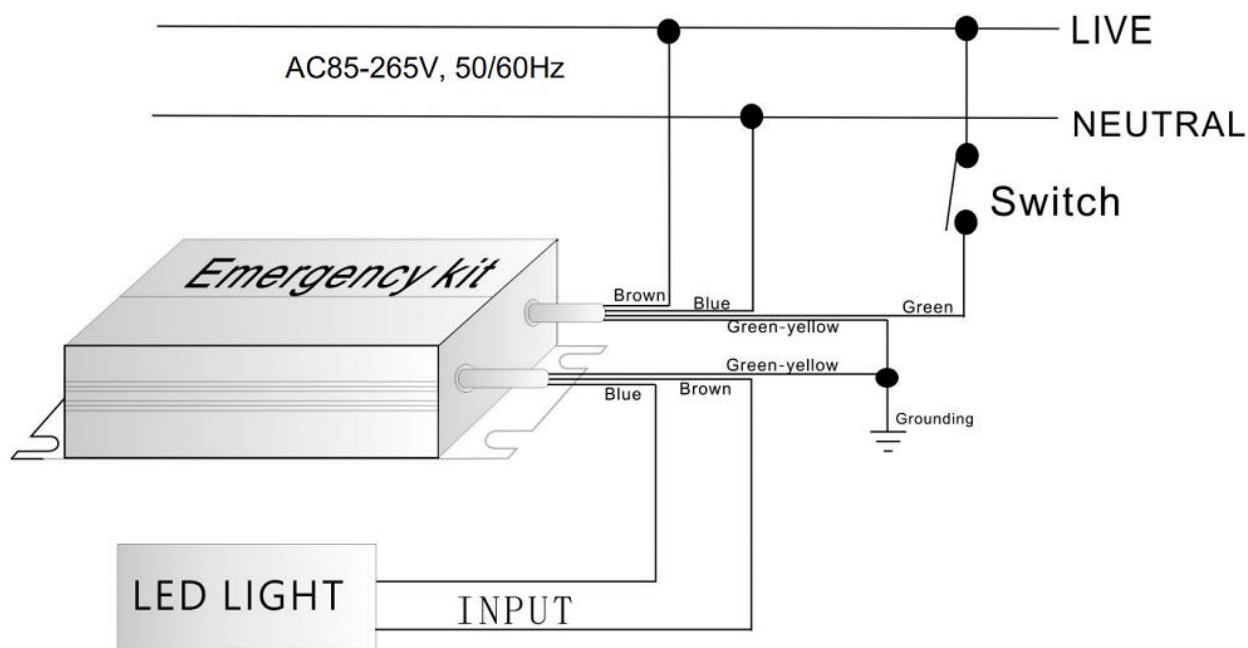 LIVE
AC85-265V, 50/60Hz
NEUTRAL
Switch
Emergency kit
Brown
Blue
Green
Green-yellow
Green-yellow
Blue
Brown
Grounding
LED LIGHT
INPUT